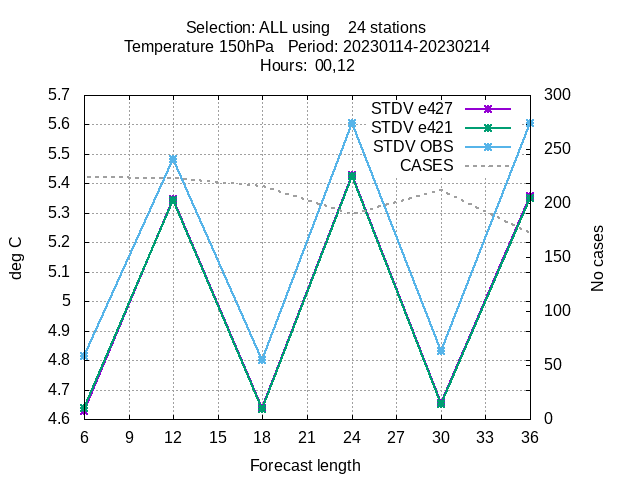 Selection: ALL using    24 stations
Temperature 150hPa   Period: 20230114-20230214
Hours:  00,12
STDV e427
STDV e421
STDV OBS
CASES
deg C
5.7
5.6
5.5
5.4
5.3
5.2
5.1
5
4.9
4.8
4.7
4.6
300
250
200
150
100
50
0
No cases
6 9 12 15 18 21 24 27 30 33 36
Forecast length